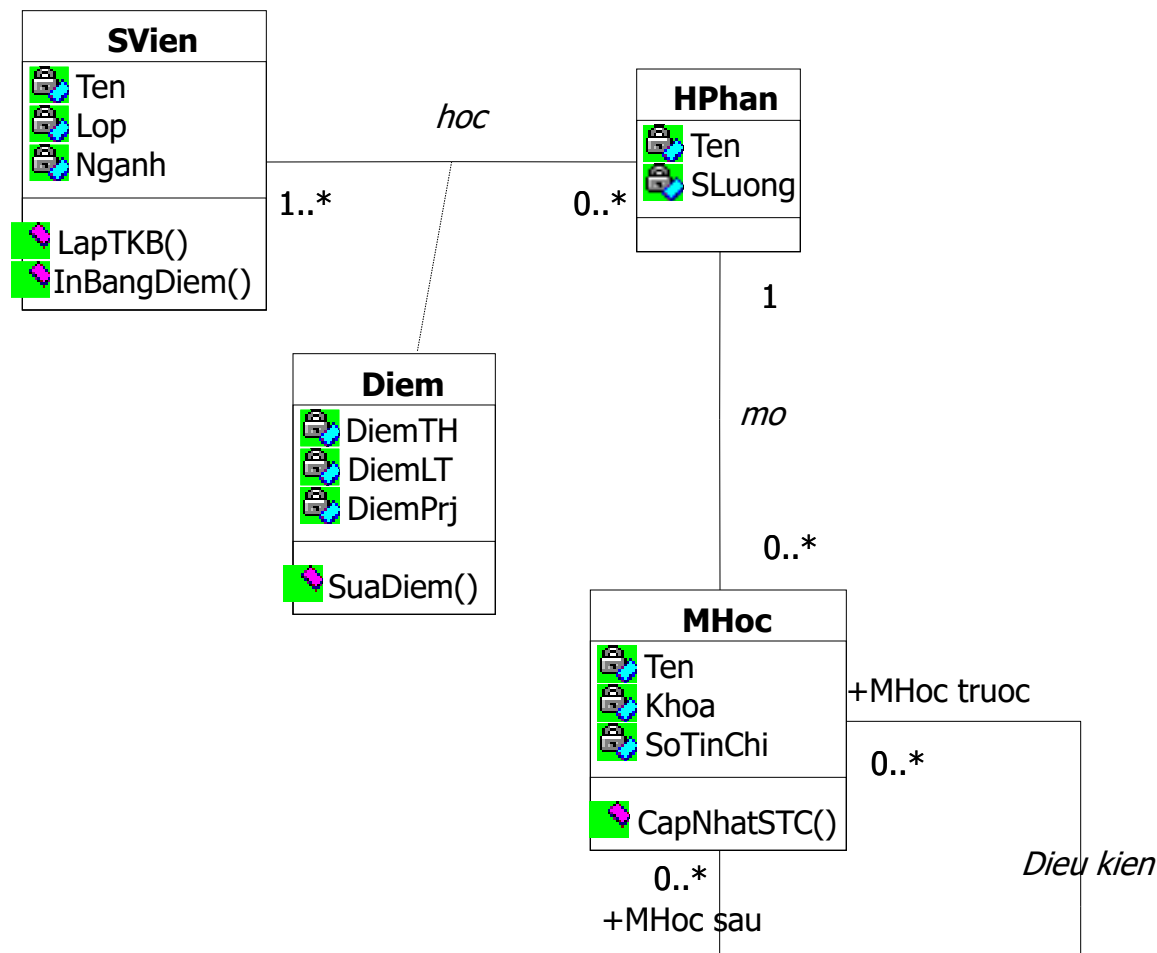 SVien
Ten
Lop
Nganh
LapTKB()
InBangDiem()
hoc
1..*
0..*
HPhan
Ten
SLuong
1
mo
0..*
Diem
DiemTH
DiemLT
DiemPrj
SuaDiem()
MHoc
Ten
Khoa
SoTinChi
CapNhatSTC()
+MHoc truoc
0..*
Dieu kien
0..*
+MHoc sau